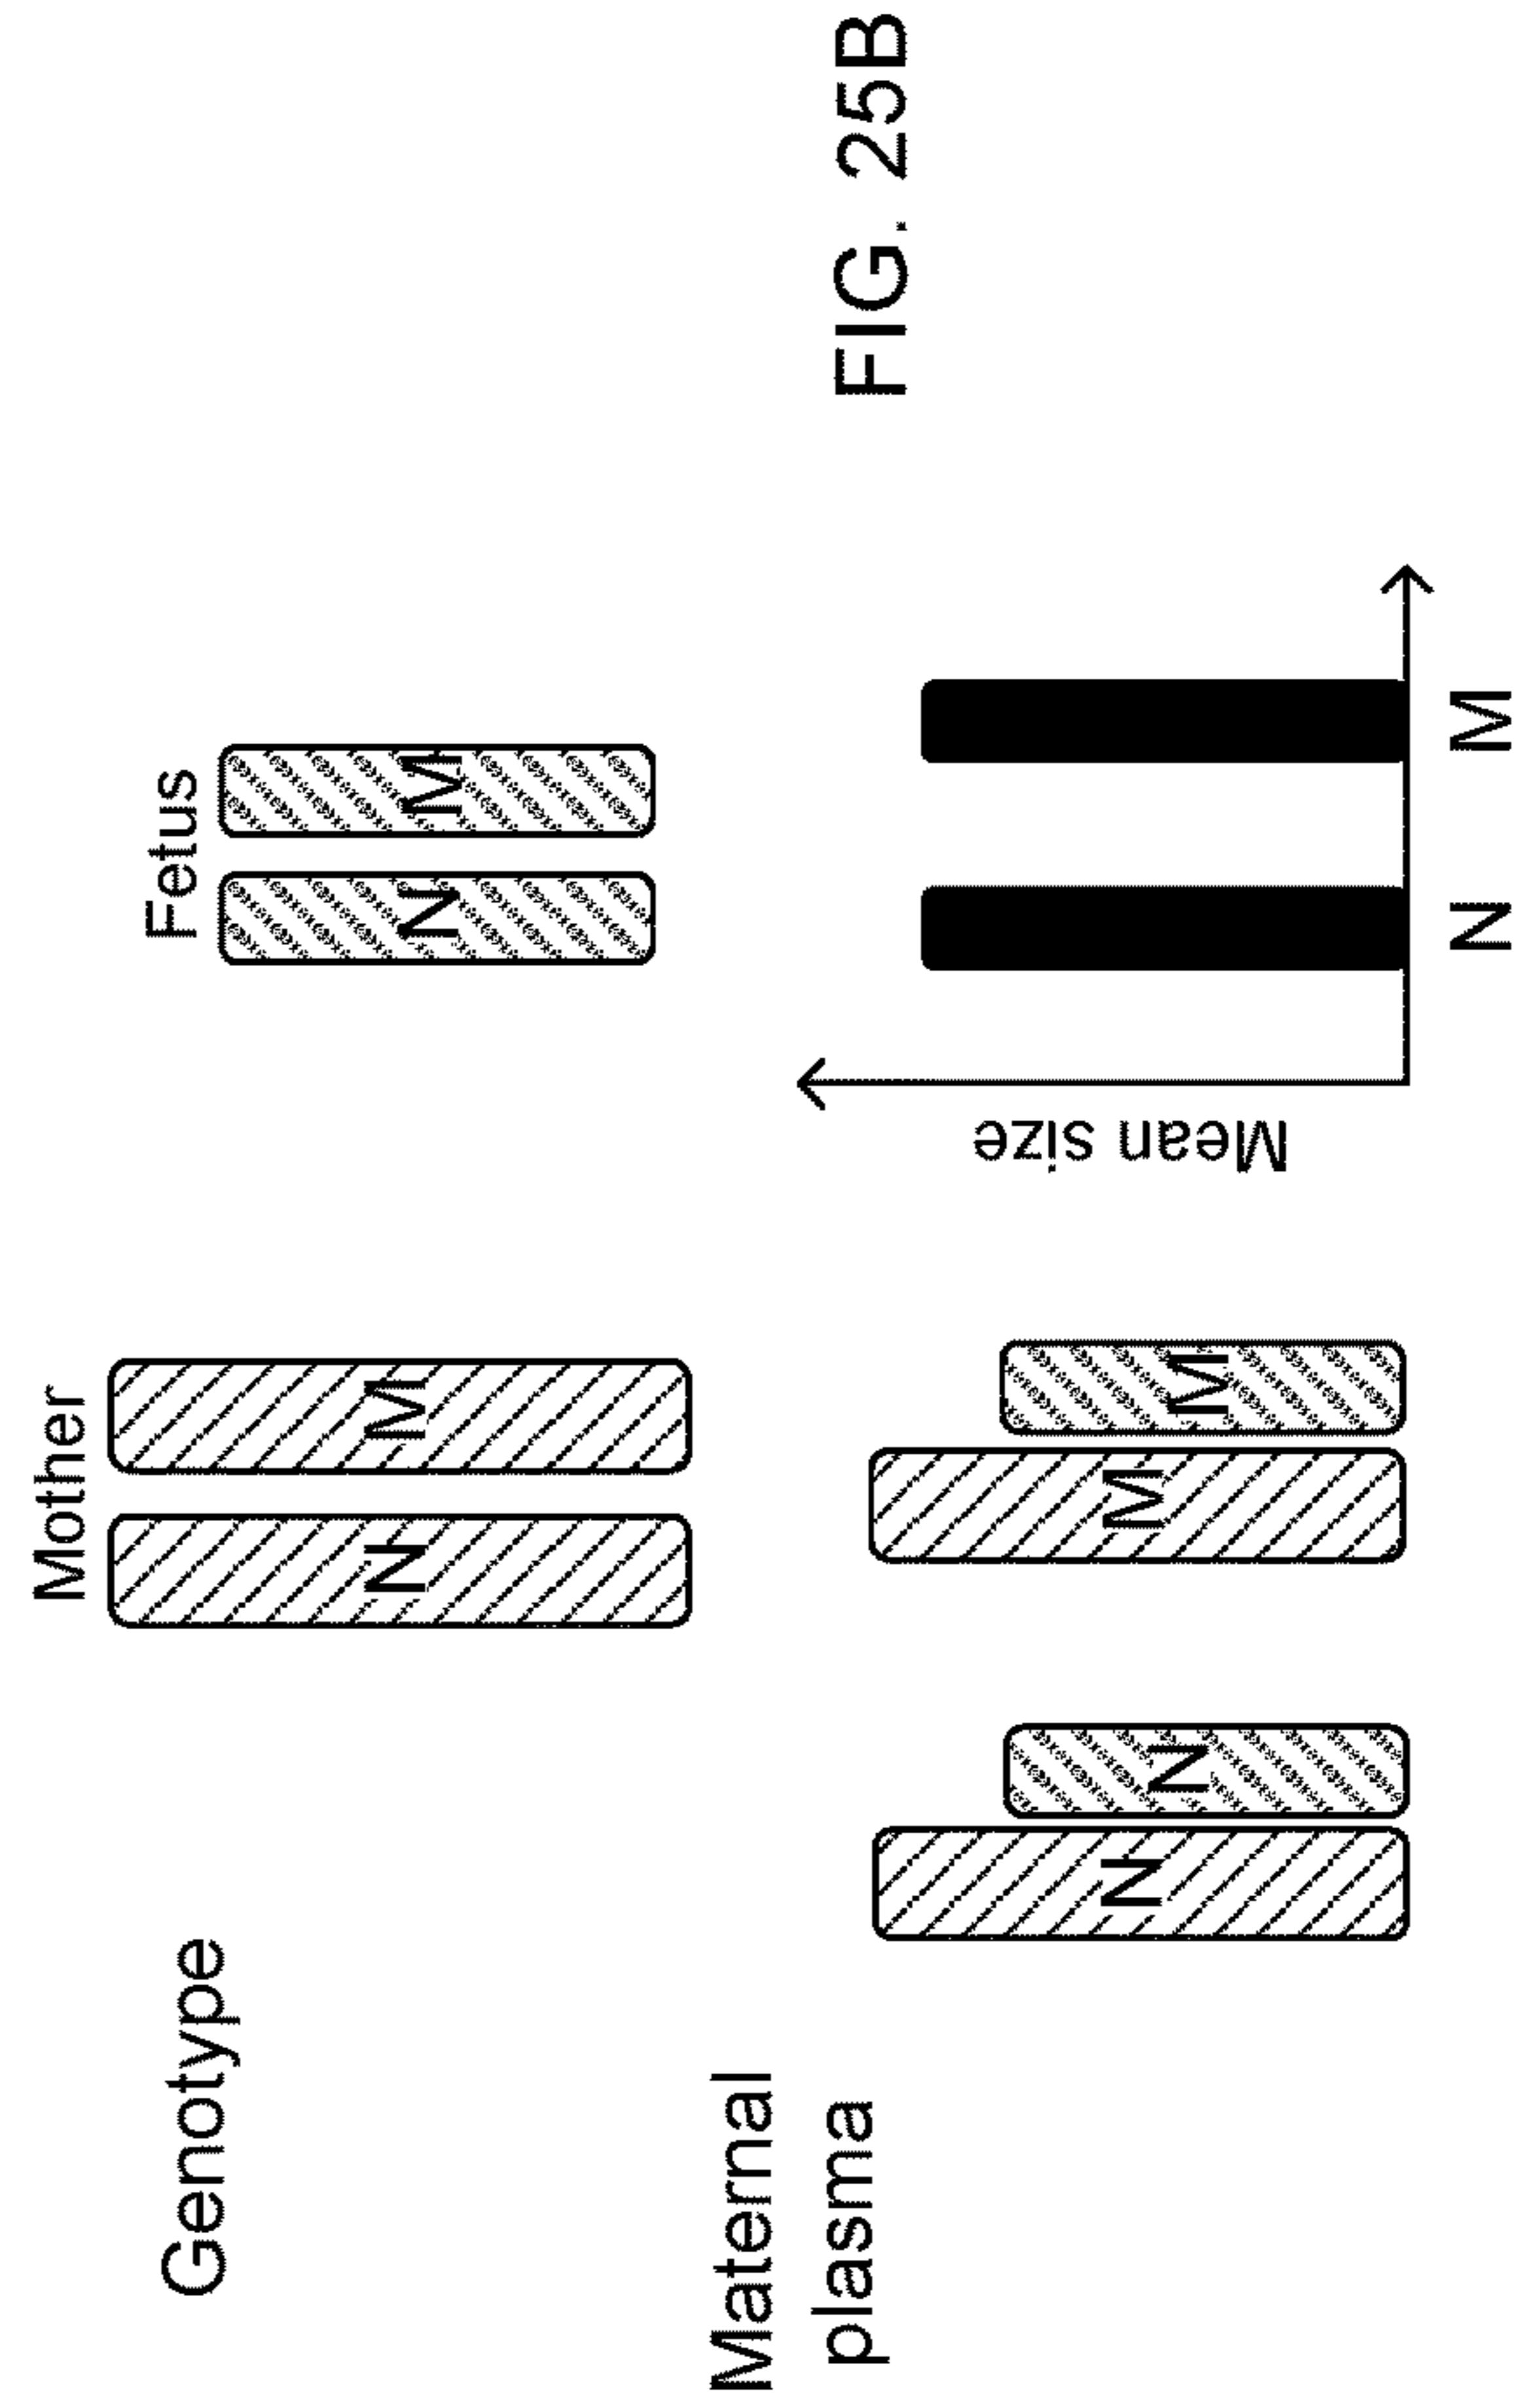 Genotype
Mother
Fetus
N
M
N
M
Maternal
plasma
N
N
M
M
Mean size
N
M
FIG. 25B